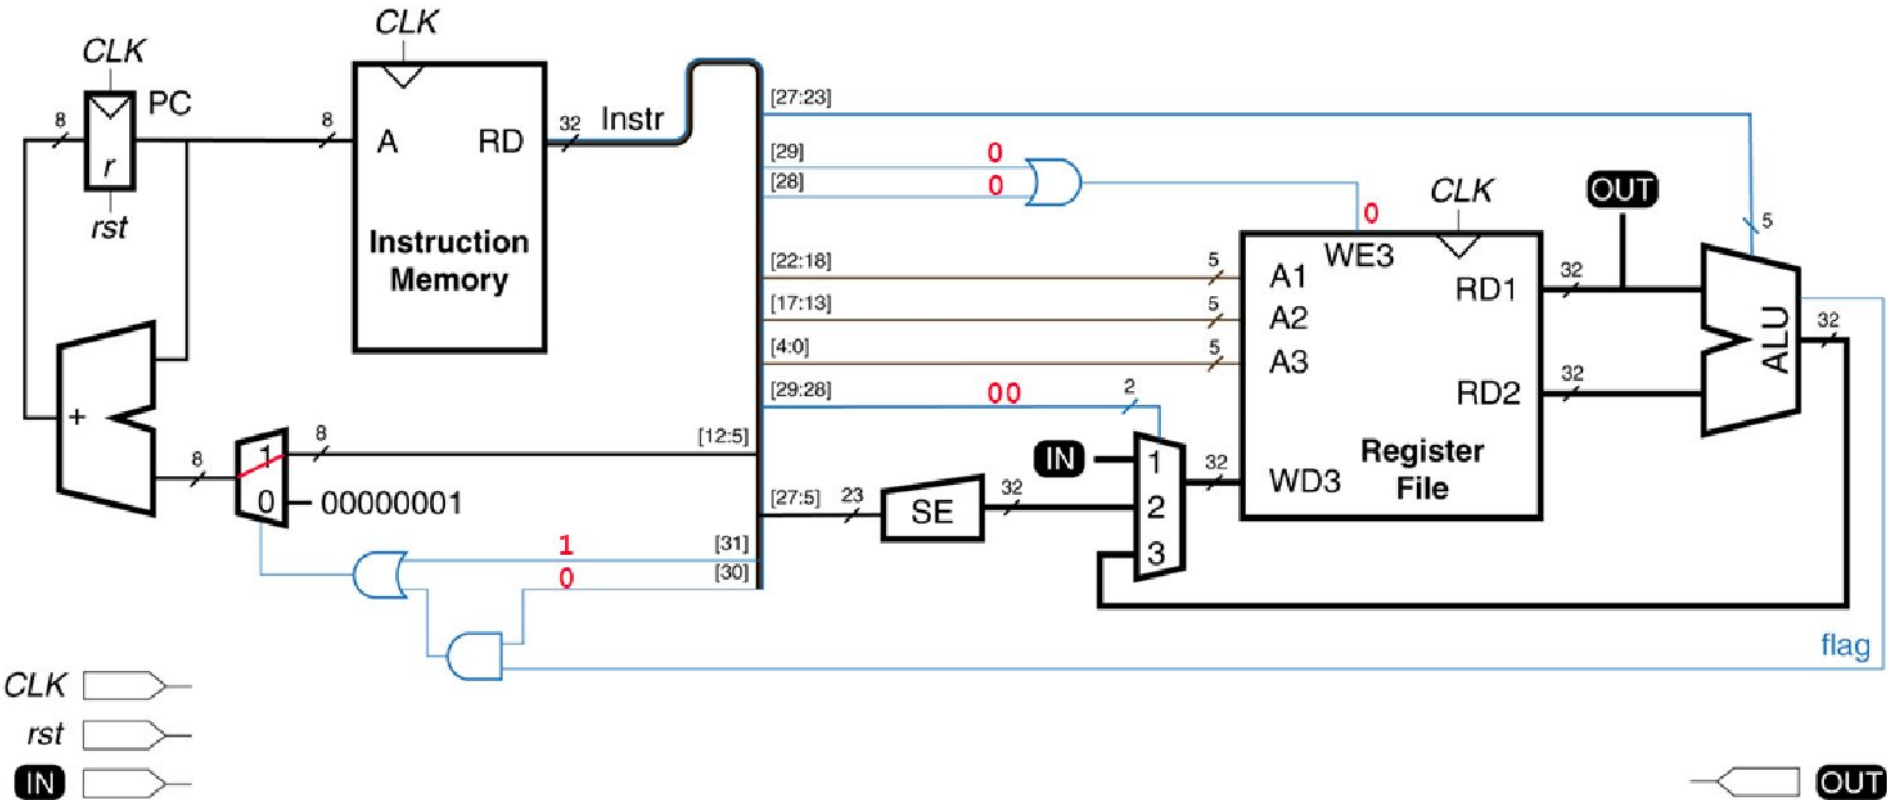 CLK
CLK
PC
8
8
A
RD
32
Instr
r
rst
Instruction
Memory
[27:23]
[29]
0
[28]
0
0
5
CLK
OUT
WE3
[22:18]
5
A1
RD1
32
[17:13]
5
A2
[4:0]
5
A3
ALU
32
[29:28]
00
2
RD2
32
+
8
8
1
0
00000001
[12:5]
IN
1
2
3
32
WD3
Register
File
[27:5]
23
SE
32
[31]
1
[30]
0
flag
CLK
rst
IN
OUT